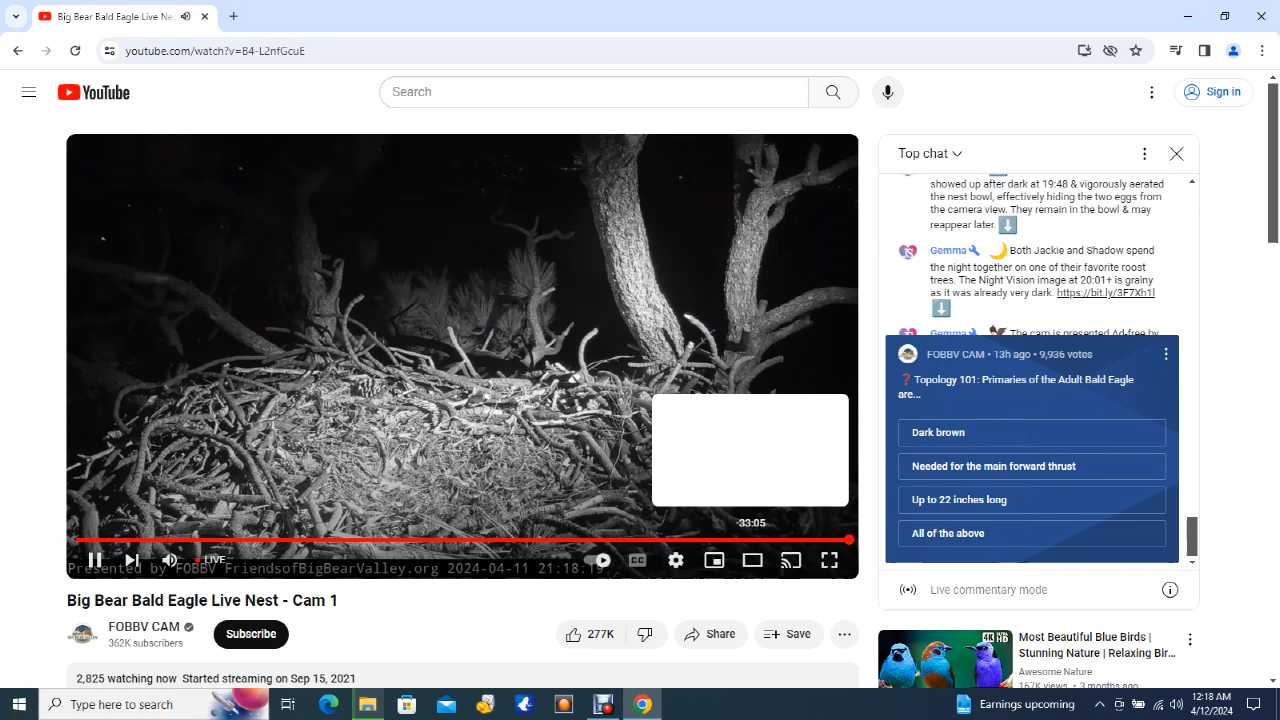 Big Bear Bald Eagle Live Ne
youtube.com/watch?v=B4-L2nfGcuE
YouTube
Search
Sign in
Top chat
showed up after dark at 19:48 & vigorously aerated
the nest bowl, effectively hiding the two eggs from
the camera view. They remain in the bowl & may
reappear later.
Gemma Both Jackie and Shadow spend
the night together on one of their favorite roost
trees. The Night Vision image at 20:01+ is grainy
as it was already very dark. https://bit.ly/3F7Xh1l
Gemma The cam is presented Ad-free by
FOBBV CAM • 13h ago • 9,936 votes
❓Topology 101: Primaries of the Adult Bald Eagle
are...
Dark brown
Needed for the main forward thrust
Up to 22 inches long
All of the above
-33:05
LIVE
CC
Presented by FOBBV FriendsofBigBearValley.org 2024-04-11 21:18:19
Live commentary mode
Big Bear Bald Eagle Live Nest - Cam 1
FOBBV CAM
362K subscribers
Subscribe
277K
Share
Save
2,825 watching now Started streaming on Sep 15, 2021
4K HD
Most Beautiful Blue Birds |
Stunning Nature | Relaxing Bir...
Awesome Nature
167K views • 3 months ago
Type here to search
Earnings upcoming
12:18 AM
4/12/2024